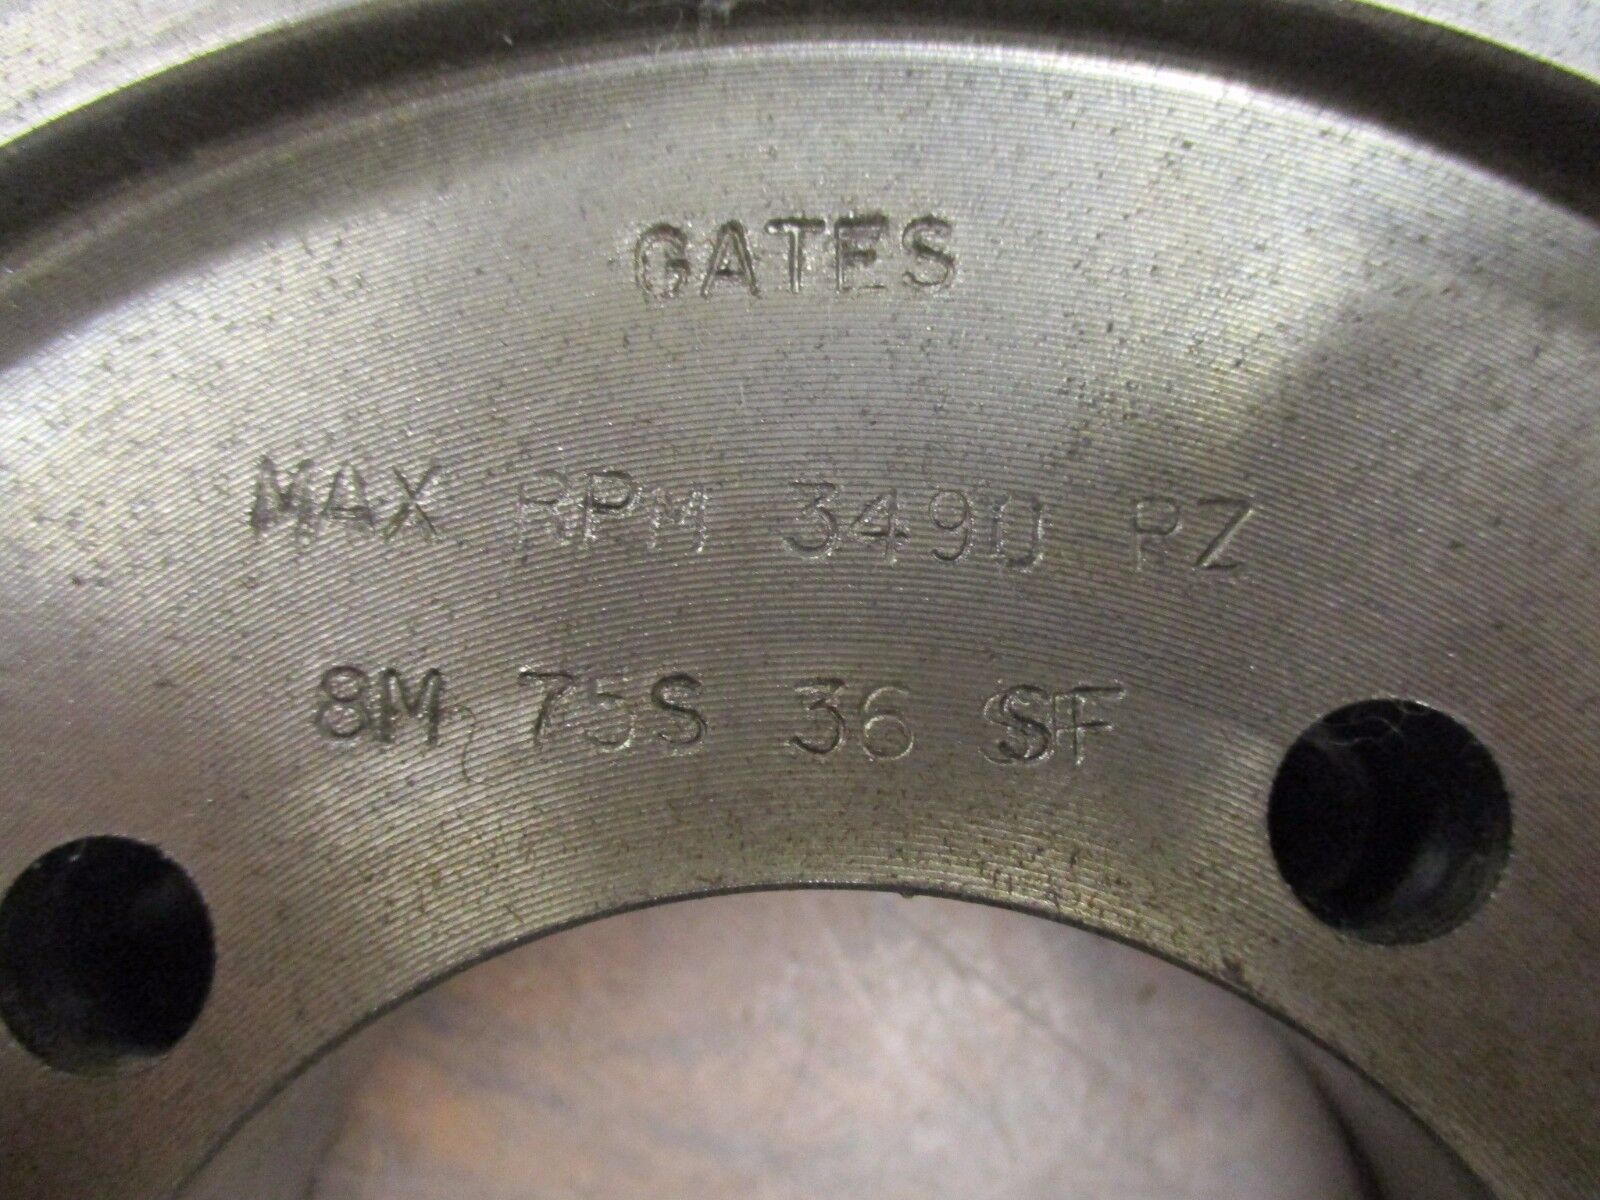 GATES
MAX RPM 3490 PZ
8M 75S 36 SF